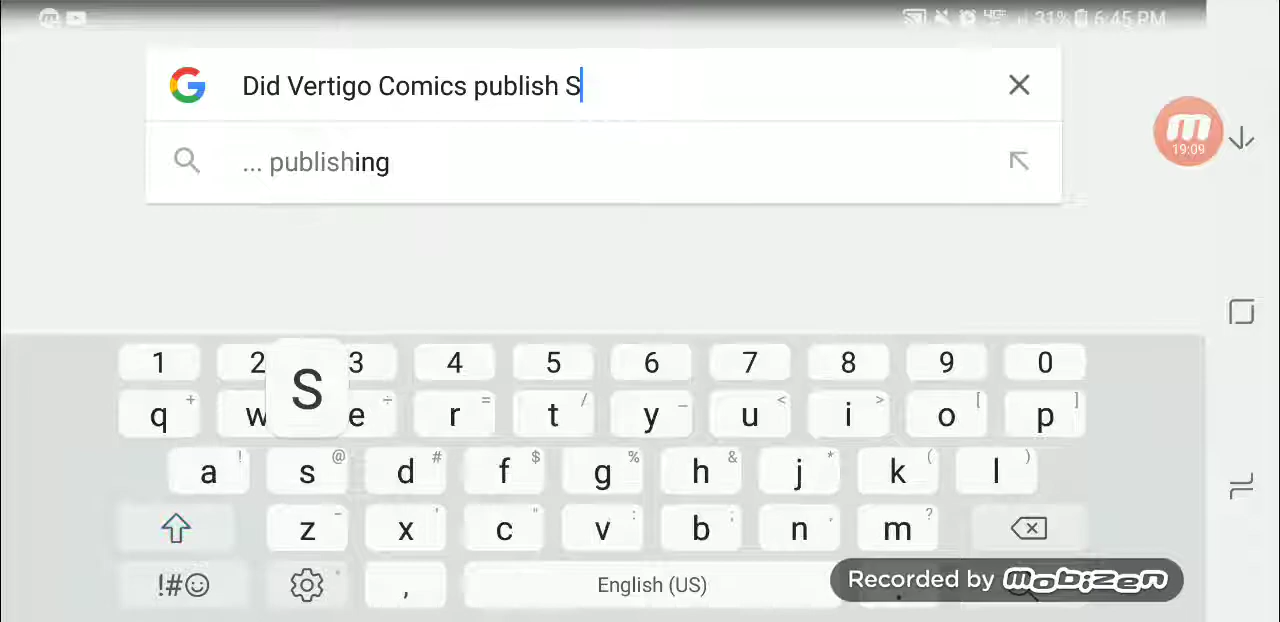 31% 6:45 PM
Did Vertigo Comics publish S
... publishing
19:09
1 2 3 4 5 6 7 8 9 0
S
q + w e ÷ r = t / y _ u < i > o [ p ]
a ! s @ d # f $ g % h & j * k ( l )
z - x ' c " v : b ; n , m ?
!#☺ , English (US) .
Recorded by mobizen